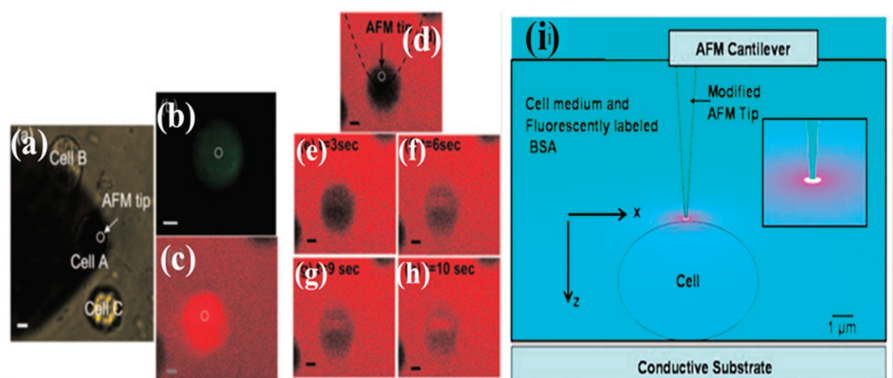 (a)
Cell B
AFM tip
Cell A
Cell C
(b)
(c)
AFM tip
(d)
(e)
t=3sec
(f)
=6sec
(g)
=9 sec
(h)
=10 sec
(i)
AFM Cantilever
Modified
AFM Tip
Cell medium and
Fluorescently labeled
BSA
x
z
Cell
1 μm
Conductive Substrate